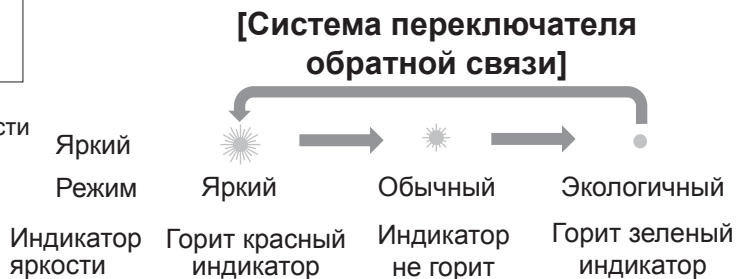 [Система переключателя
обратной связи]
сти
Яркий
Режим Яркий Обычный Экологичный
Индикатор Горит красный Индикатор Горит зеленый
яркости индикатор не горит индикатор